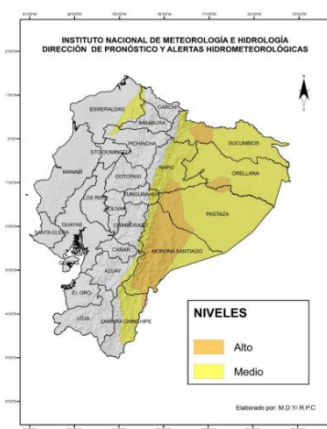 INSTITUTO NACIONAL DE METEOROLOGÍA E HIDROLOGÍA
DIRECCIÓN DE PRONÓSTICO Y ALERTAS HIDROMETEOROLÓGICAS
ESMERALDAS
CARCHI
IMBABURA
SUCUMBIOS
PICHINCHA
STO DOMINGO
NAPO
ORELLANA
MANABÍ
COTOPAXI
TUNGURAHUA
LOS RIOS
BOLIVAR
PASTAZA
GUAYAS
CHIMBORAZO
SANTA ELENA
MORONA SANTIAGO
CAÑAR
AZUAY
EL ORO
LOJA
ZAMORA CHINCHIPE
NIVELES
Alto
Medio
Elaborado por: M.D.Y/ R.P.C